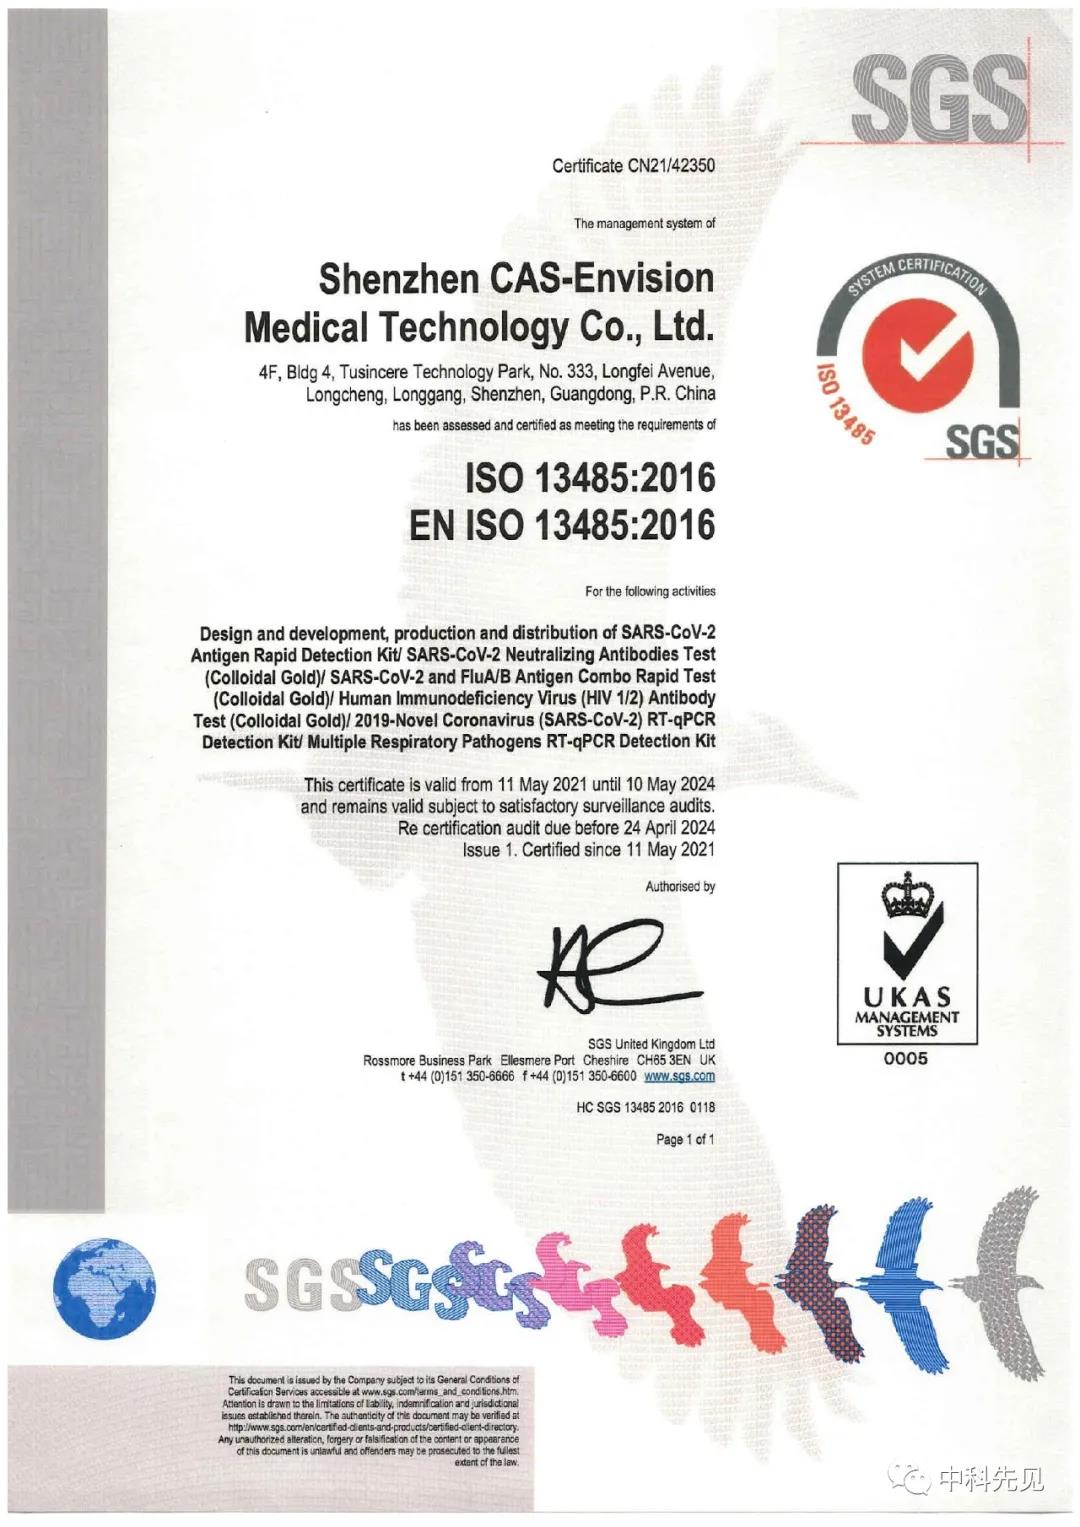 SGS
Certificate CN21/42350
The management system of
Shenzhen CAS-Envision
Medical Technology Co., Ltd.
4F, Bldg 4, Tusincere Technology Park, No. 333, Longfei Avenue,
Longcheng, Longgang, Shenzhen, Guangdong, P.R. China
has been assessed and certified as meeting the requirements of
SYSTEM CERTIFICATION
ISO 13485
SGS
ISO 13485:2016
EN ISO 13485:2016
For the following activities
Design and development, production and distribution of SARS-CoV-2
Antigen Rapid Detection Kit/ SARS-CoV-2 Neutralizing Antibodies Test
(Colloidal Gold)/ SARS-CoV-2 and FluA/B Antigen Combo Rapid Test
(Colloidal Gold)/ Human Immunodeficiency Virus (HIV 1/2) Antibody
Test (Colloidal Gold)/ 2019-Novel Coronavirus (SARS-CoV-2) RT-qPCR
Detection Kit/ Multiple Respiratory Pathogens RT-qPCR Detection Kit
This certificate is valid from 11 May 2021 until 10 May 2024
and remains valid subject to satisfactory surveillance audits.
Re certification audit due before 24 April 2024
Issue 1. Certified since 11 May 2021
Authorised by
UKAS
MANAGEMENT
SYSTEMS
0005
SGS United Kingdom Ltd
Rossmore Business Park Ellesmere Port Cheshire CH65 3EN UK
t +44 (0)151 350-6666 f +44 (0)151 350-6600 www.sgs.com
HC SGS 13485 2016 0118
Page 1 of 1
SGSSGSSGS
This document is issued by the Company subject to its General Conditions of
Certification Services accessible at www.sgs.com/terms_and_conditions.htm.
Attention is drawn to the limitations of liability, indemnification and jurisdictional
issues established therein. The authenticity of this document may be verified at
http://www.sgs.com/en/certified-clients-and-products/certified-client-directory.
Any unauthorized alteration, forgery or falsification of the content or appearance
of this document is unlawful and offenders may be prosecuted to the fullest
extent of the law.
中科先见